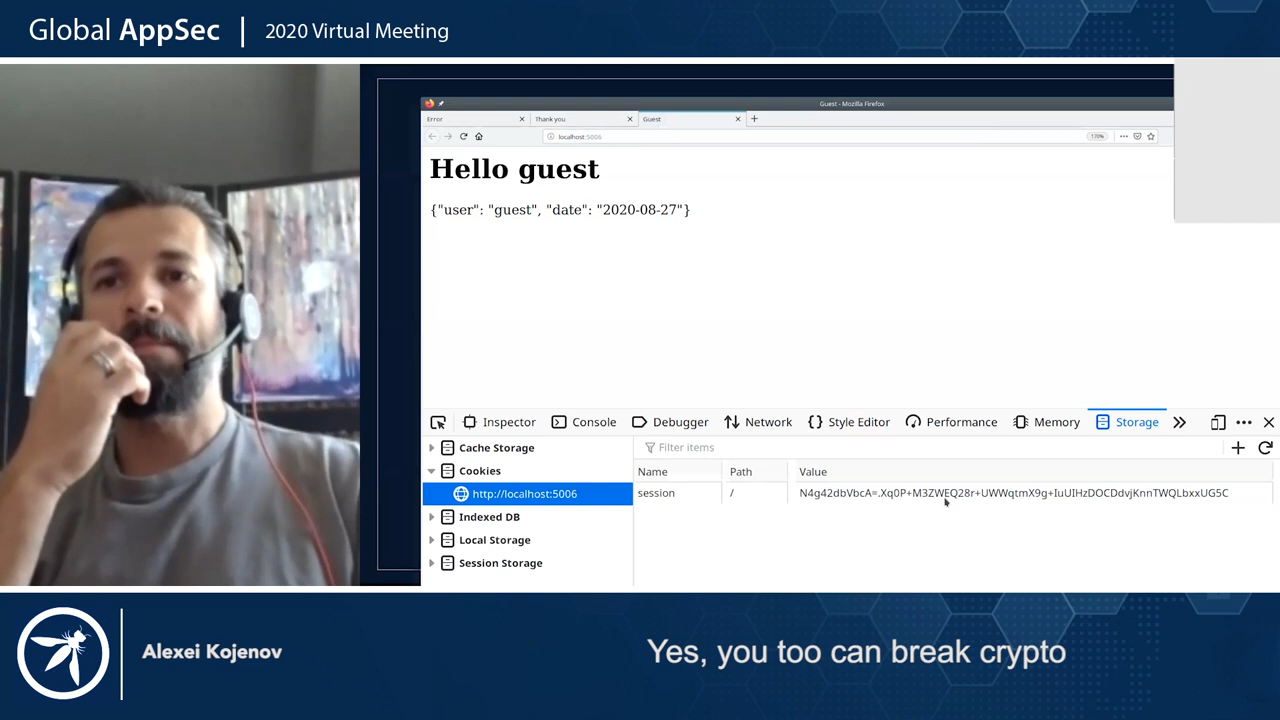 Global AppSec | 2020 Virtual Meeting
Guest - Mozilla Firefox
Error
Thank you
Guest
localhost:5006
170%
Hello guest
{"user": "guest", "date": "2020-08-27"}
Inspector Console Debugger Network Style Editor Performance Memory Storage
Cache Storage
Filter items
Cookies
Name Path Value
http://localhost:5006
session / N4g42dbVbcA=.Xq0P+M3ZWEQ28r+UWWqtmX9g+IuUIHzDOCDdvjKnnTWQLbxxUG5C
Indexed DB
Local Storage
Session Storage
Alexei Kojenov
Yes, you too can break crypto